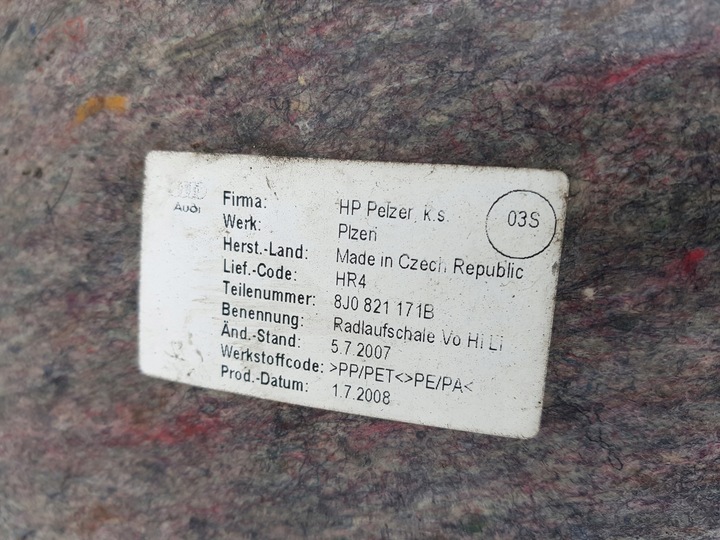 Audi
03S
Firma: HP Pelzer, k.s.
Werk: Plzeń
Herst.-Land: Made in Czech Republic
Lief.-Code: HR4
Teilenummer: 8J0 821 171B
Benennung: Radlaufschale Vo Hi Li
Änd.-Stand: 5.7.2007
Werkstoffcode: >PP/PET<>PE/PA<
Prod.-Datum: 1.7.2008